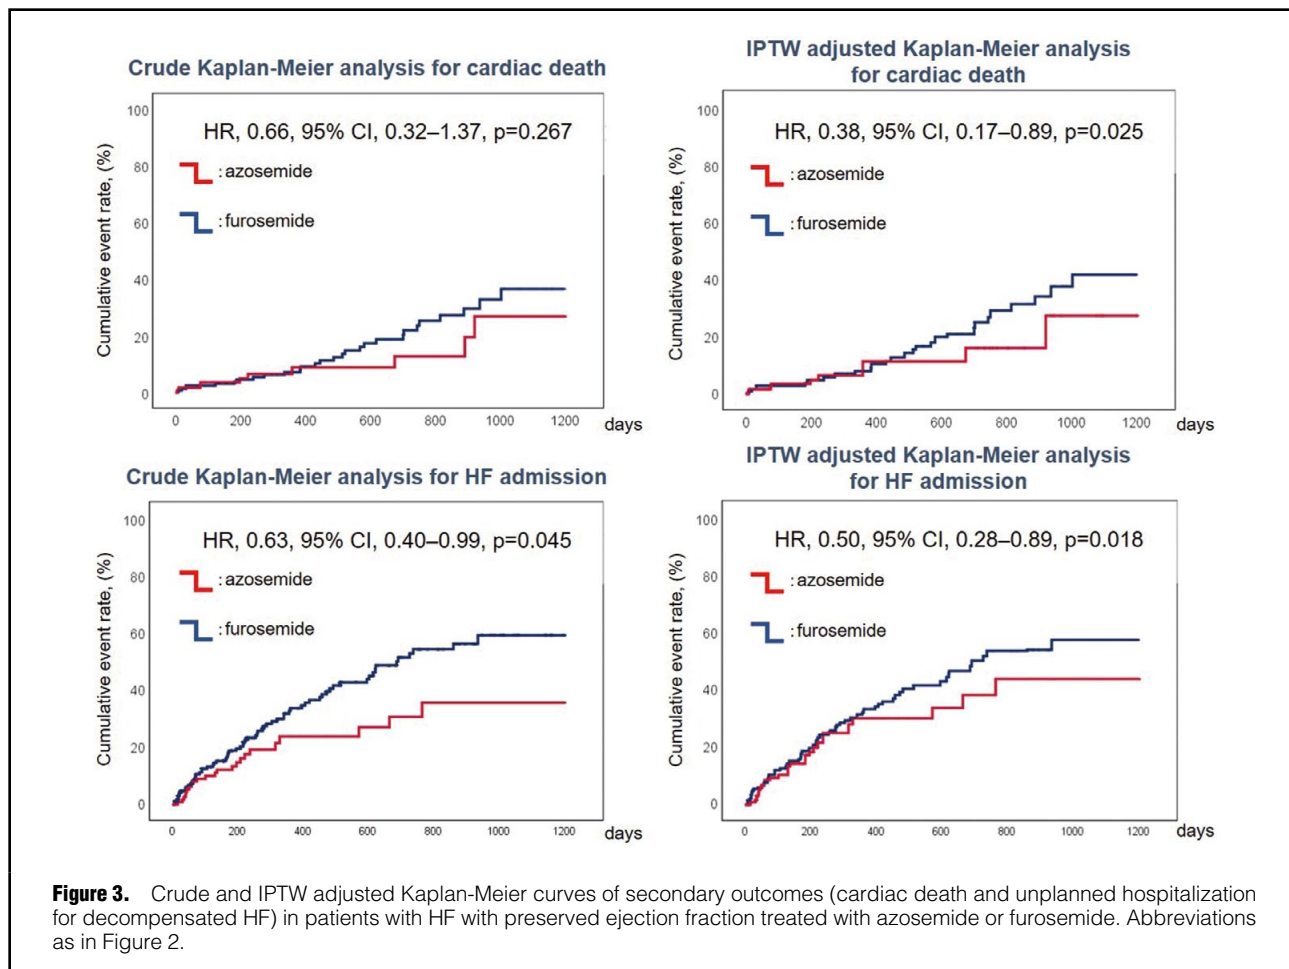 Crude Kaplan-Meier analysis for cardiac death
Cumulative event rate, (%)
100
80
60
40
20
0
HR, 0.66, 95% CI, 0.32–1.37, p=0.267
: azosemide
: furosemide
0 200 400 600 800 1000 1200 days
IPTW adjusted Kaplan-Meier analysis
for cardiac death
Cumulative event rate, (%)
100
80
60
40
20
0
HR, 0.38, 95% CI, 0.17–0.89, p=0.025
: azosemide
: furosemide
0 200 400 600 800 1000 1200 days
Crude Kaplan-Meier analysis for HF admission
Cumulative event rate, (%)
100
80
60
40
20
0
HR, 0.63, 95% CI, 0.40–0.99, p=0.045
: azosemide
: furosemide
0 200 400 600 800 1000 1200 days
IPTW adjusted Kaplan-Meier analysis
for HF admission
Cumulative event rate, (%)
100
80
60
40
20
0
HR, 0.50, 95% CI, 0.28–0.89, p=0.018
: azosemide
: furosemide
0 200 400 600 800 1000 1200 days
Figure 3. Crude and IPTW adjusted Kaplan-Meier curves of secondary outcomes (cardiac death and unplanned hospitalization
for decompensated HF) in patients with HF with preserved ejection fraction treated with azosemide or furosemide. Abbreviations
as in Figure 2.